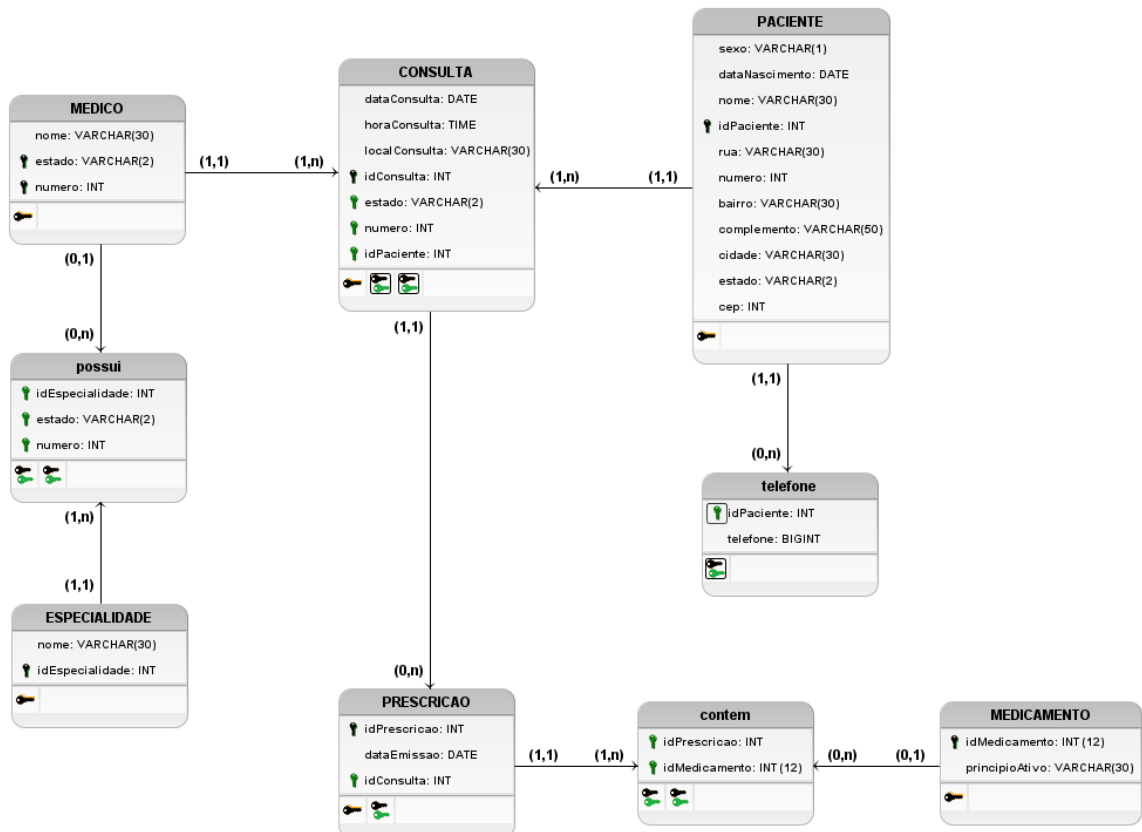 PACIENTE
sexo: VARCHAR(1)
dataNascimento: DATE
nome: VARCHAR(30)
idPaciente: INT
rua: VARCHAR(30)
numero: INT
bairro: VARCHAR(30)
complemento: VARCHAR(50)
cidade: VARCHAR(30)
estado: VARCHAR(2)
cep: INT
CONSULTA
dataConsulta: DATE
horaConsulta: TIME
localConsulta: VARCHAR(30)
idConsulta: INT
estado: VARCHAR(2)
numero: INT
idPaciente: INT
MEDICO
nome: VARCHAR(30)
estado: VARCHAR(2)
numero: INT
(1,1) (1,n)
(1,n) (1,1)
(0,1)
(0,n)
possui
idEspecialidade: INT
estado: VARCHAR(2)
numero: INT
(1,n)
(1,1)
ESPECIALIDADE
nome: VARCHAR(30)
idEspecialidade: INT
(1,1)
(0,n)
(1,1)
(0,n)
telefone
idPaciente: INT
telefone: BIGINT
PRESCRICAO
idPrescricao: INT
dataEmissao: DATE
idConsulta: INT
(1,1) (1,n)
contem
idPrescricao: INT
idMedicamento: INT(12)
(0,n) (0,1)
MEDICAMENTO
idMedicamento: INT(12)
principioAtivo: VARCHAR(30)